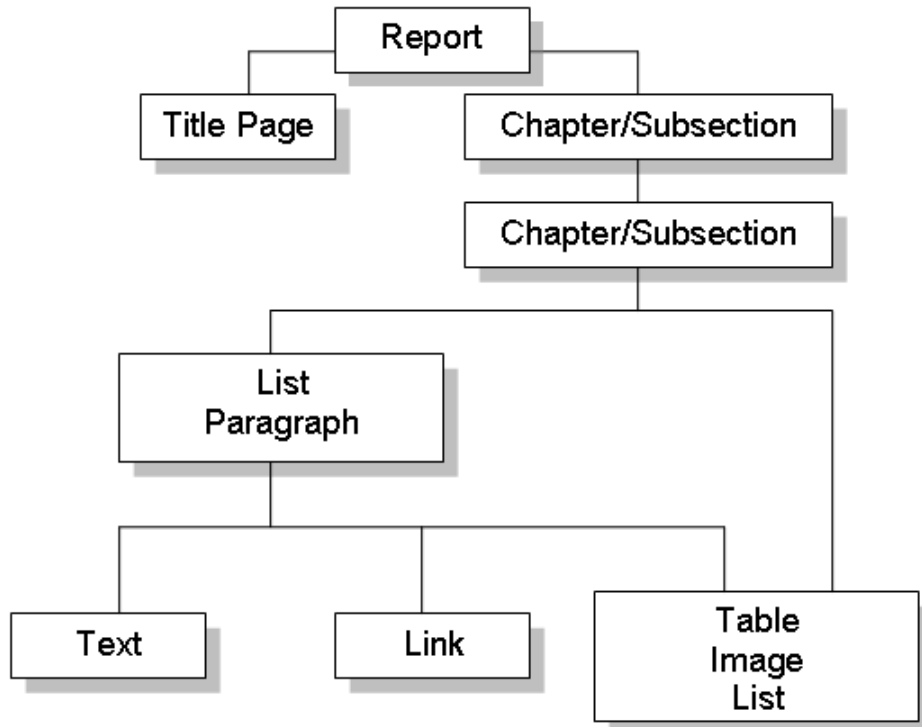 Report
Title Page
Chapter/Subsection
Chapter/Subsection
List
Paragraph
Text
Link
Table
Image
List